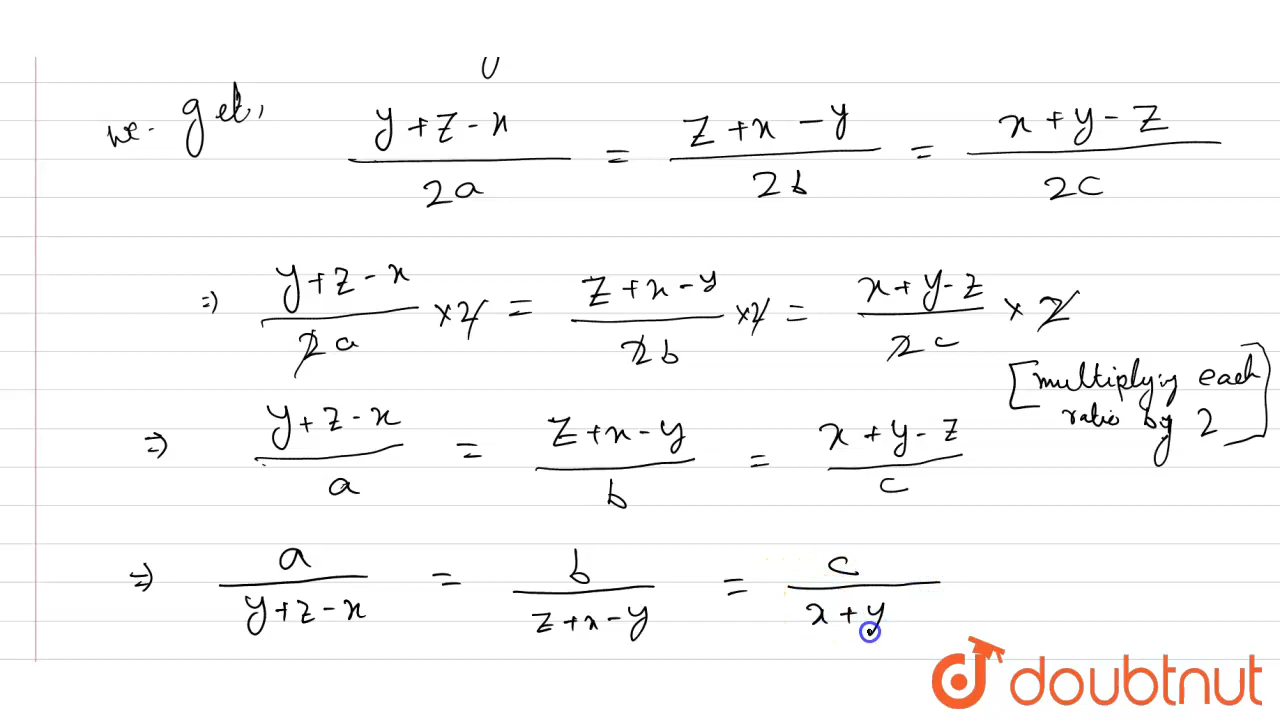 we get, (y+z-x)/2a = (z+x-y)/2b = (x+y-z)/2c
⇒ (y+z-x)/2a × 2 = (z+x-y)/2b × 2 = (x+y-z)/2c × 2
[multiplying each
ratio by 2]
⇒ (y+z-x)/a = (z+x-y)/b = (x+y-z)/c
⇒ a/(y+z-x) = b/(z+x-y) = c/(x+y
doubtnut